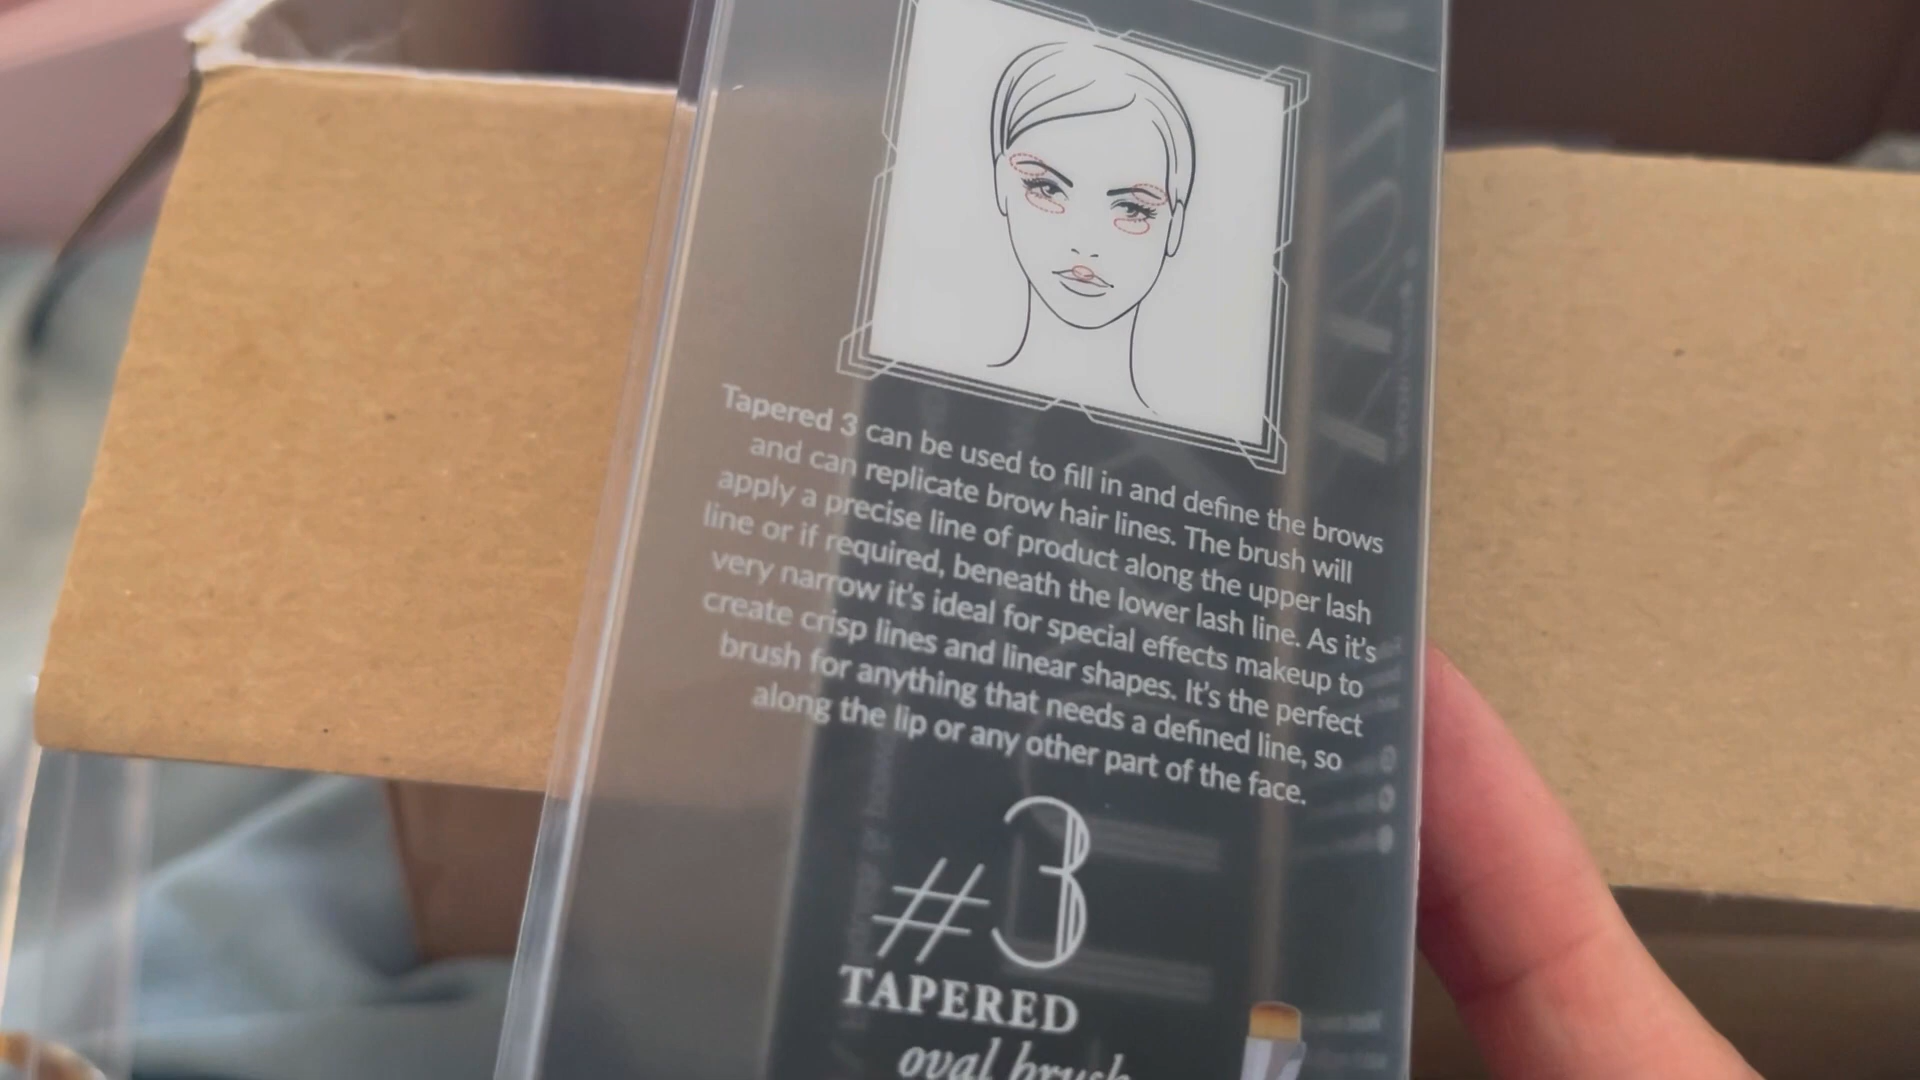 Tapered 3 can be used to fill in and define the brows
and can replicate brow hair lines. The brush will
apply a precise line of product along the upper lash
line or if required, beneath the lower lash line. As it's
very narrow it's ideal for special effects makeup to
create crisp lines and linear shapes. It's the perfect
brush for anything that needs a defined line, so
along the lip or any other part of the face.
#3
TAPERED
oval brush